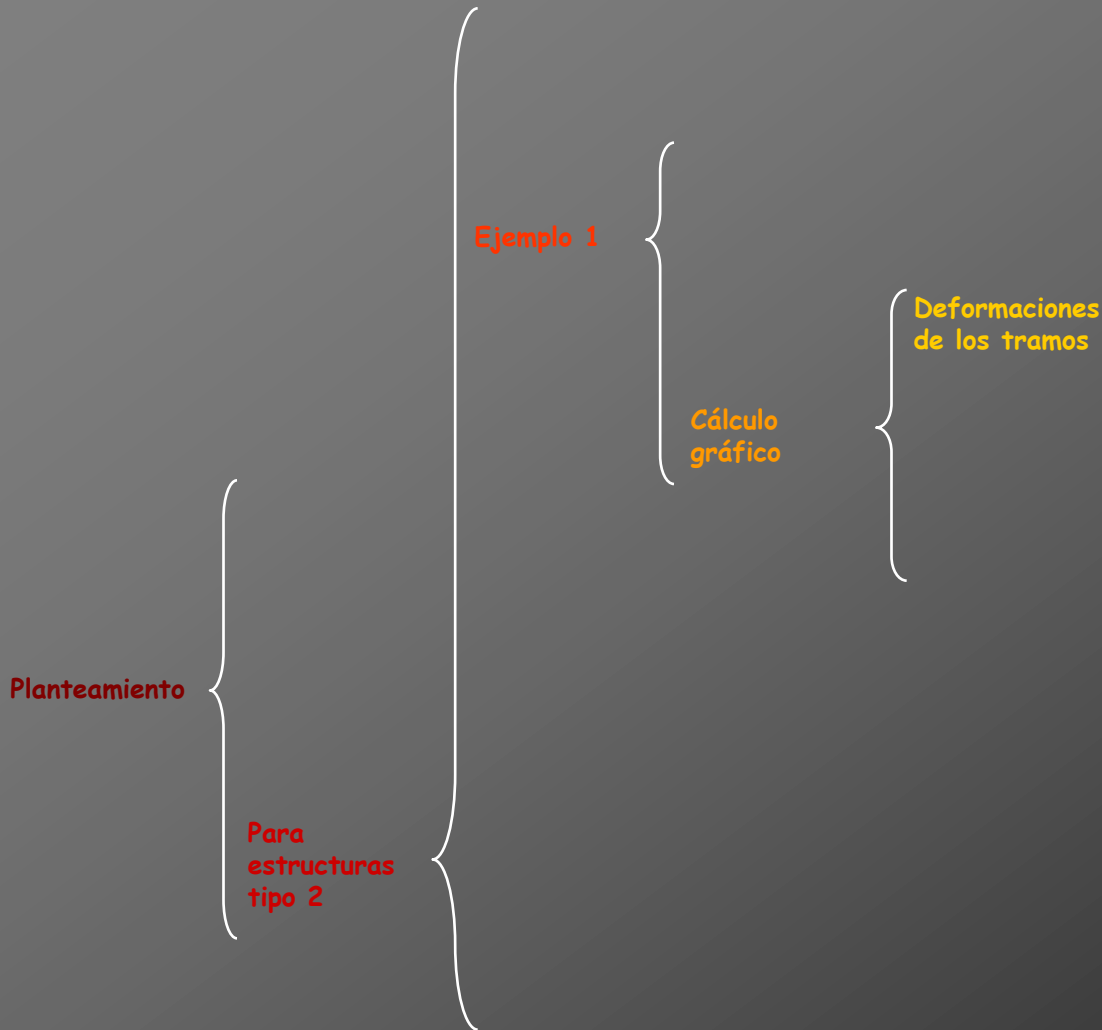 Ejemplo 1
Deformaciones
de los tramos
Cálculo
gráfico
Planteamiento
Para
estructuras
tipo 2